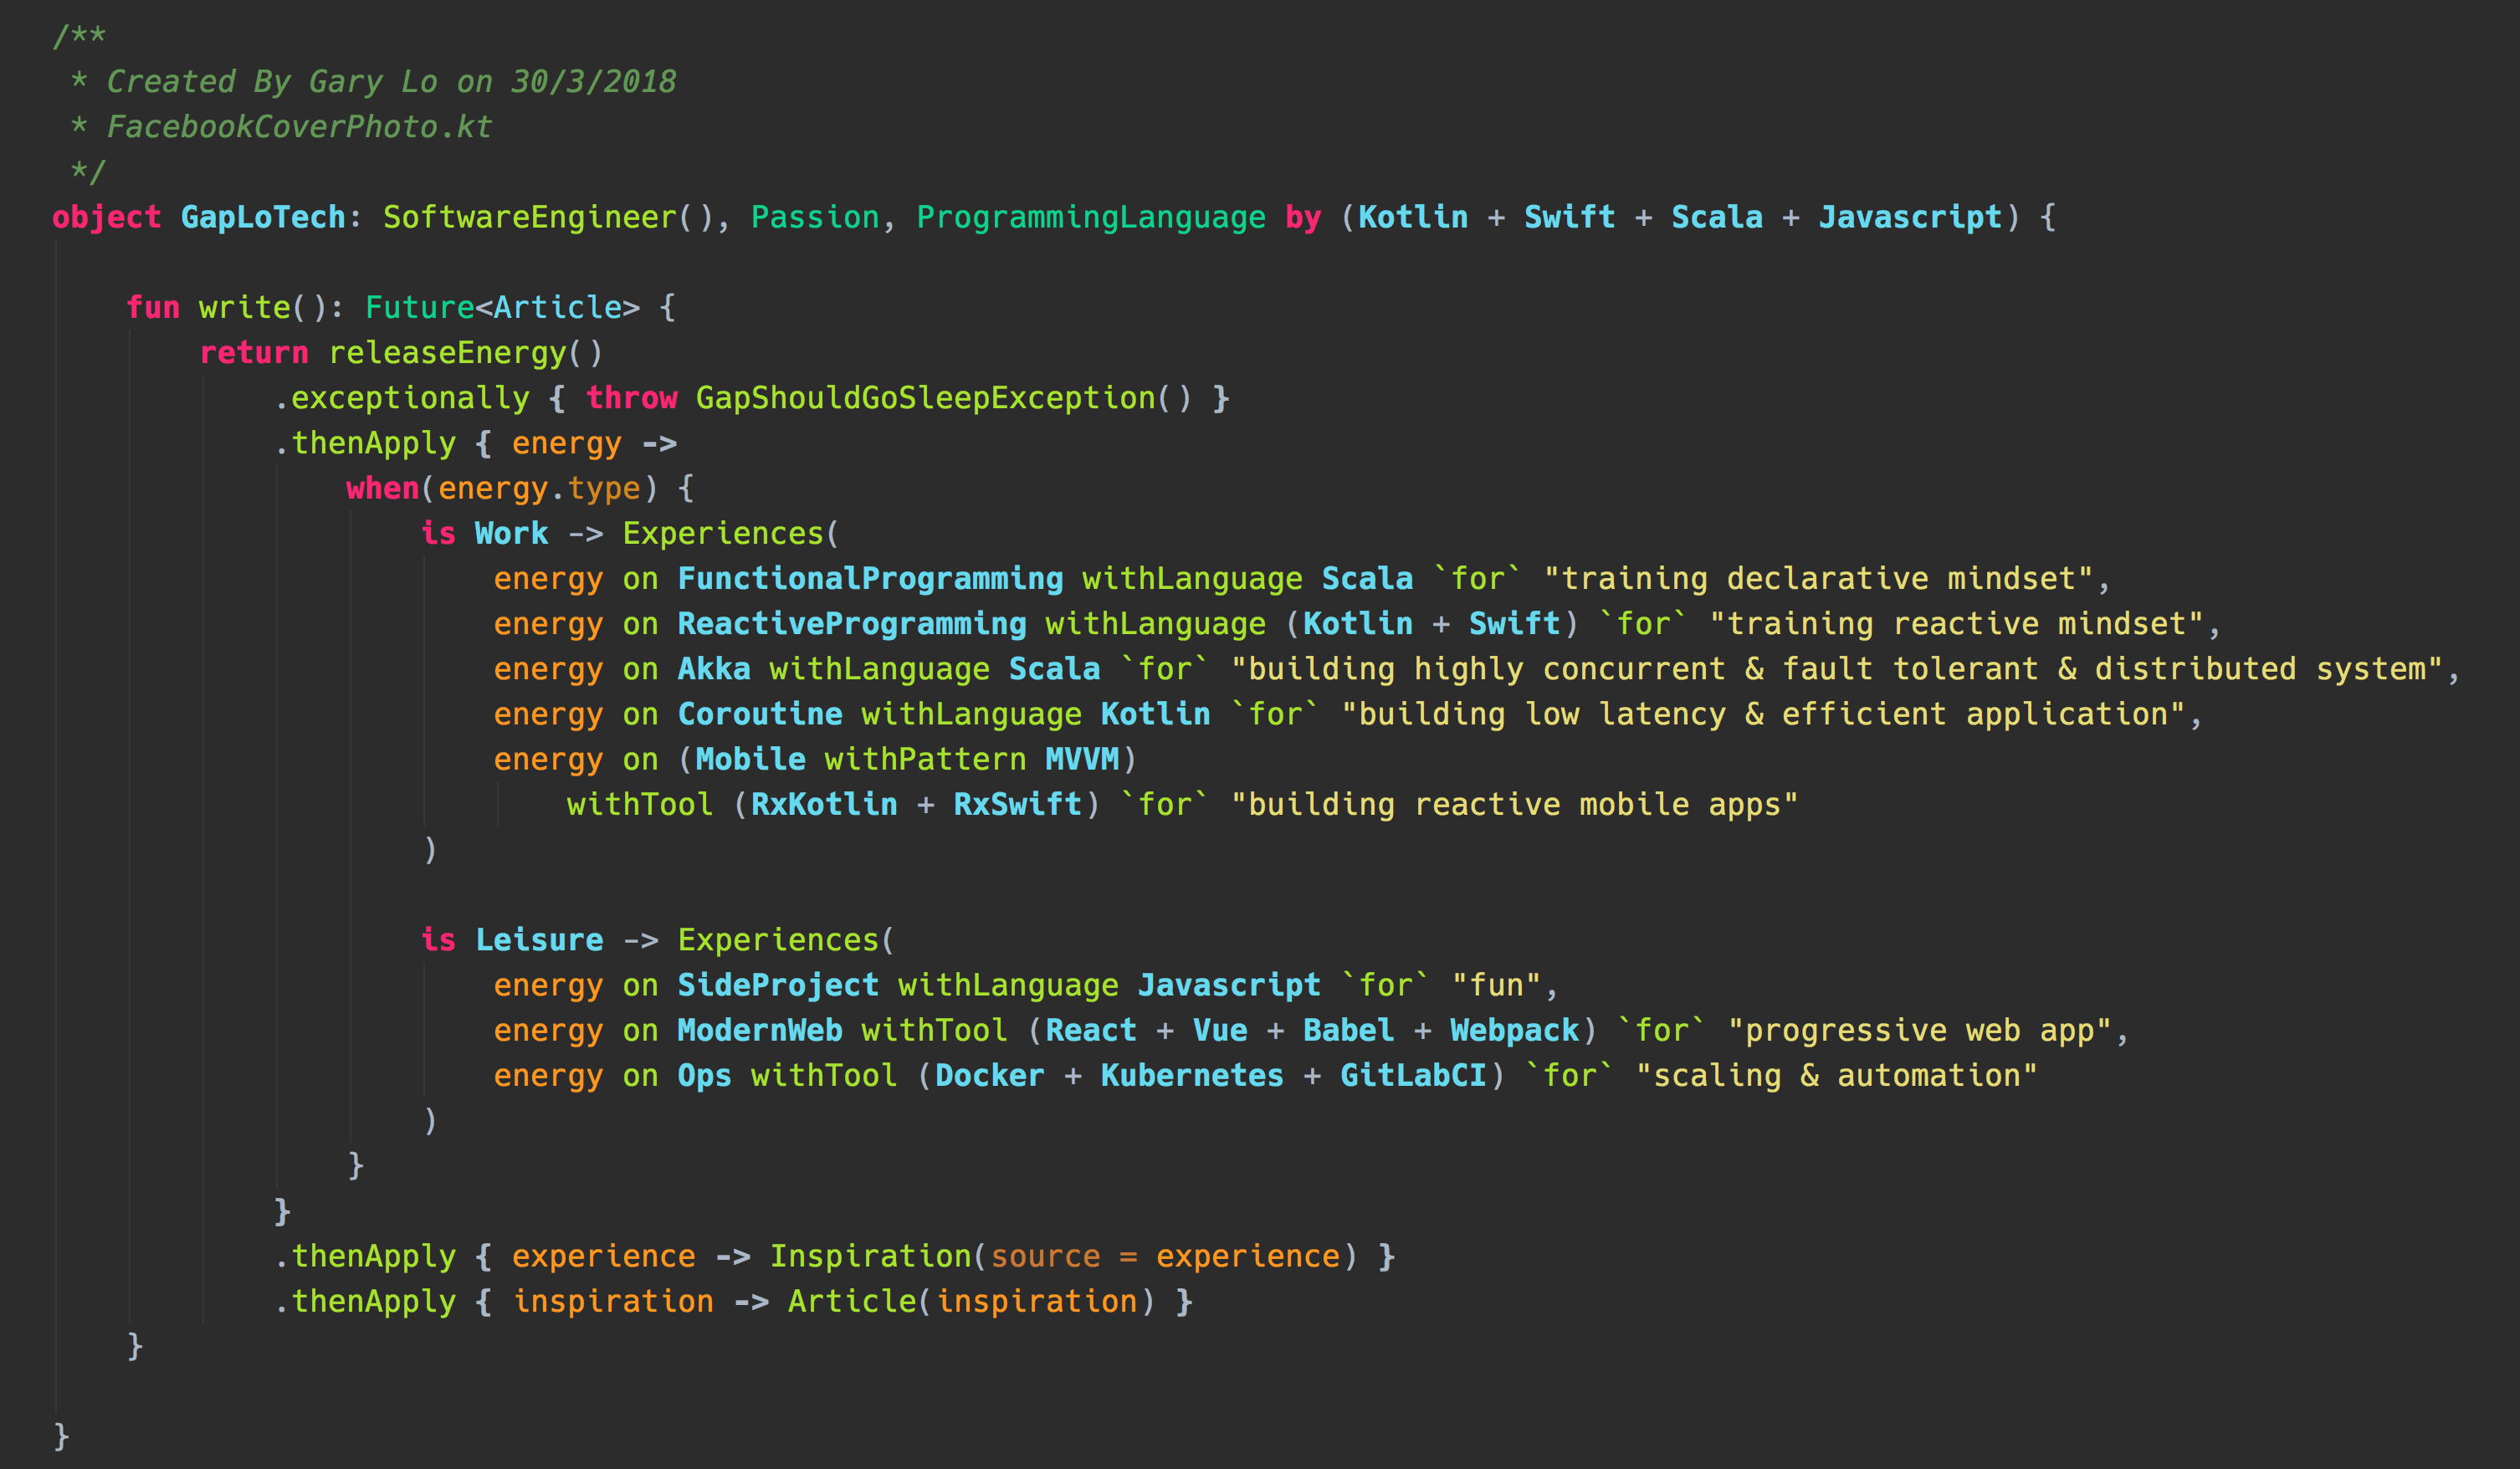 /**
 * Created By Gary Lo on 30/3/2018
 * FacebookCoverPhoto.kt
 */
object GapLoTech: SoftwareEngineer(), Passion, ProgrammingLanguage by (Kotlin + Swift + Scala + Javascript) {

    fun write(): Future<Article> {
        return releaseEnergy()
            .exceptionally { throw GapShouldGoSleepException() }
            .thenApply { energy ->
                when(energy.type) {
                    is Work -> Experiences(
                        energy on FunctionalProgramming withLanguage Scala `for` "training declarative mindset",
                        energy on ReactiveProgramming withLanguage (Kotlin + Swift) `for` "training reactive mindset",
                        energy on Akka withLanguage Scala `for` "building highly concurrent & fault tolerant & distributed system",
                        energy on Coroutine withLanguage Kotlin `for` "building low latency & efficient application",
                        energy on (Mobile withPattern MVVM)
                            withTool (RxKotlin + RxSwift) `for` "building reactive mobile apps"
                    )

                    is Leisure -> Experiences(
                        energy on SideProject withLanguage Javascript `for` "fun",
                        energy on ModernWeb withTool (React + Vue + Babel + Webpack) `for` "progressive web app",
                        energy on Ops withTool (Docker + Kubernetes + GitLabCI) `for` "scaling & automation"
                    )
                }
            }
            .thenApply { experience -> Inspiration(source = experience) }
            .thenApply { inspiration -> Article(inspiration) }
    }

}